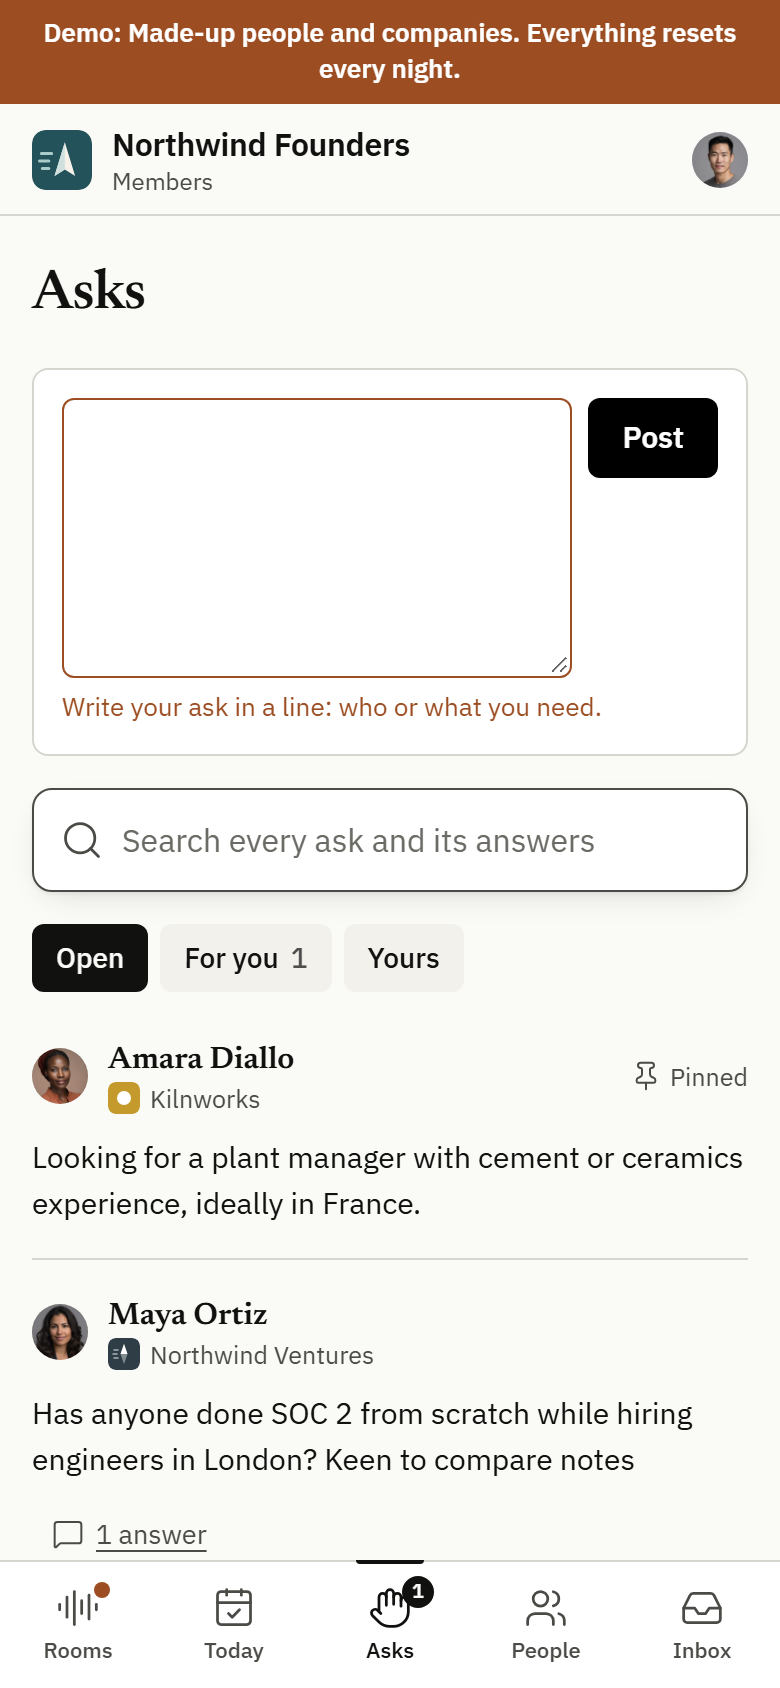 Demo: Made-up people and companies. Everything resets
every night.
Northwind Founders
Members
Asks
Post
Write your ask in a line: who or what you need.
Search every ask and its answers
Open
For you 1
Yours
Amara Diallo
Kilnworks
Pinned
Looking for a plant manager with cement or ceramics
experience, ideally in France.
Maya Ortiz
Northwind Ventures
Has anyone done SOC 2 from scratch while hiring
engineers in London? Keen to compare notes
1 answer
1
Rooms
Today
Asks
People
Inbox